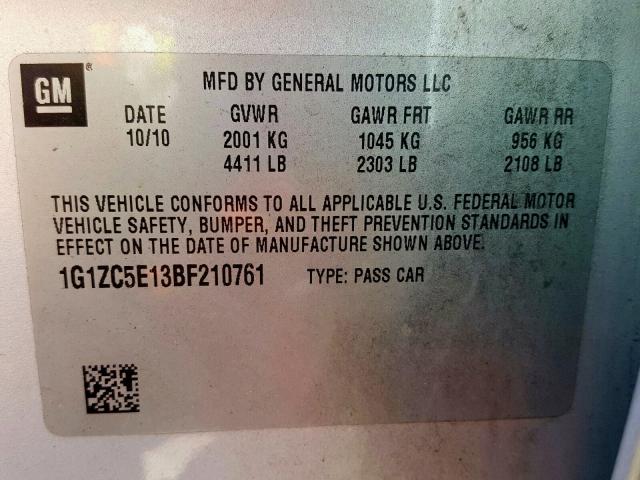 GM®
MFD BY GENERAL MOTORS LLC
DATE GVWR GAWR FRT GAWR RR
10/10 2001 KG 1045 KG 956 KG
4411 LB 2303 LB 2108 LB
THIS VEHICLE CONFORMS TO ALL APPLICABLE U.S. FEDERAL MOTOR
VEHICLE SAFETY, BUMPER, AND THEFT PREVENTION STANDARDS IN
EFFECT ON THE DATE OF MANUFACTURE SHOWN ABOVE.
1G1ZC5E13BF210761 TYPE: PASS CAR